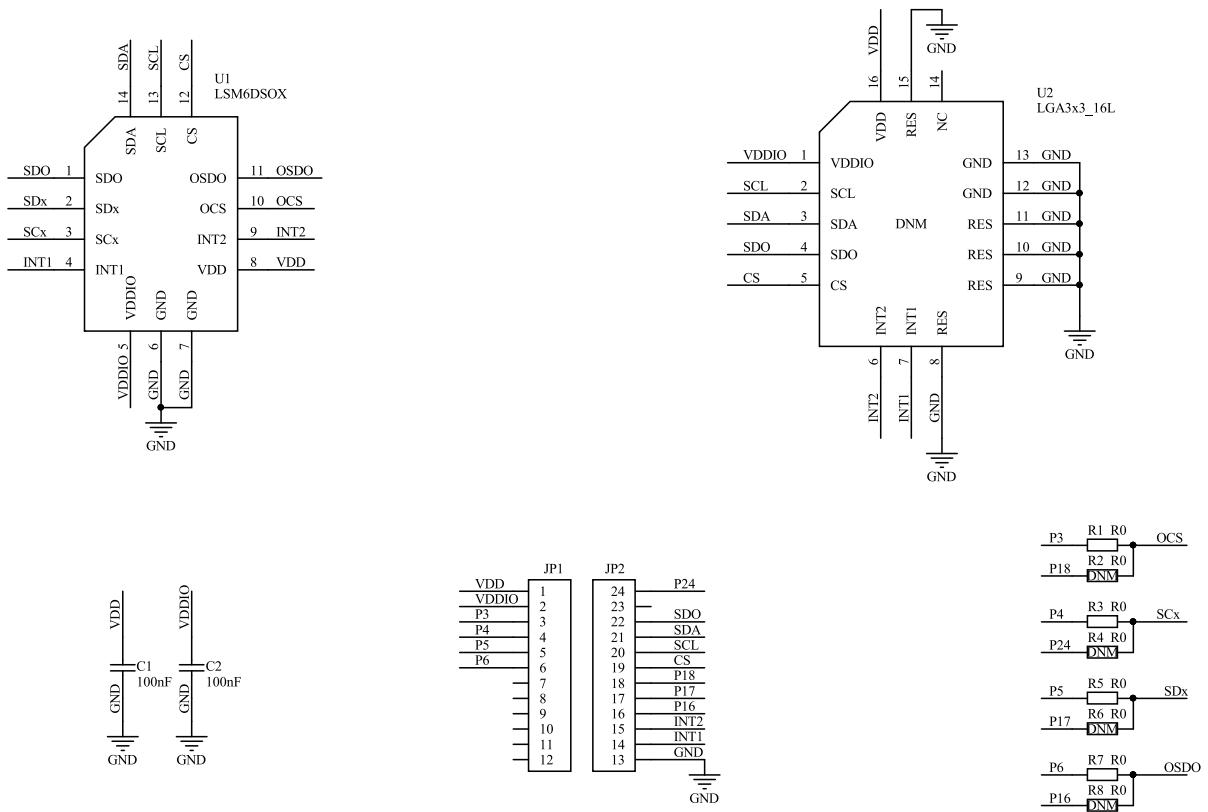 SDA
SCL
CS
14
13
12
U1
LSM6DSOX
SDA
SCL
CS
SDO 1 SDO
SDx 2 SDx
SCx 3 SCx
INT1 4 INT1
OSDO 11 OSDO
OCS 10 OCS
INT2 9 INT2
VDD 8 VDD
VDDIO
GND
GND
5
6
7
VDDIO
GND
GND
GND
VDD
GND
16
15
14
U2
LGA3x3_16L
VDD
RES
NC
VDDIO 1 VDDIO
SCL 2 SCL
SDA 3 SDA
SDO 4 SDO
CS 5 CS
DNM
GND 13 GND
GND 12 GND
RES 11 GND
RES 10 GND
RES 9 GND
GND
INT2
INT1
RES
6
7
8
INT2
INT1
GND
GND
VDD
C1
100nF
GND
GND
VDDIO
C2
100nF
GND
GND
JP1
VDD 1
VDDIO 2
P3 3
P4 4
P5 5
P6 6
7
8
9
10
11
12
JP2
24 P24
23
22 SDO
21 SDA
20 SCL
19 CS
18 P18
17 P17
16 P16
15 INT2
14 INT1
13 GND
GND
P3 R1 R0 OCS
P18 R2 R0 DNM
P4 R3 R0 SCx
P24 R4 R0 DNM
P5 R5 R0 SDx
P17 R6 R0 DNM
P6 R7 R0 OSDO
P16 R8 R0 DNM